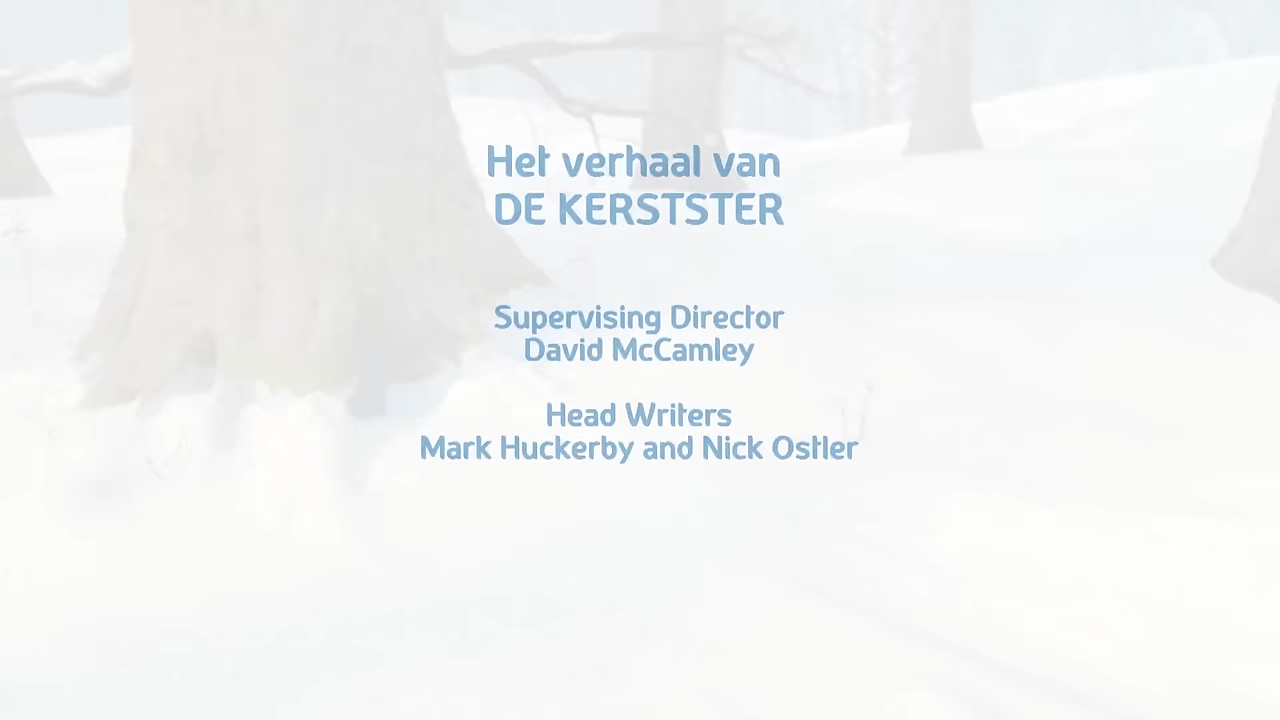 Het verhaal van
DE KERSTSTER
Supervising Director
David McCamley
Head Writers
Mark Huckerby and Nick Ostler